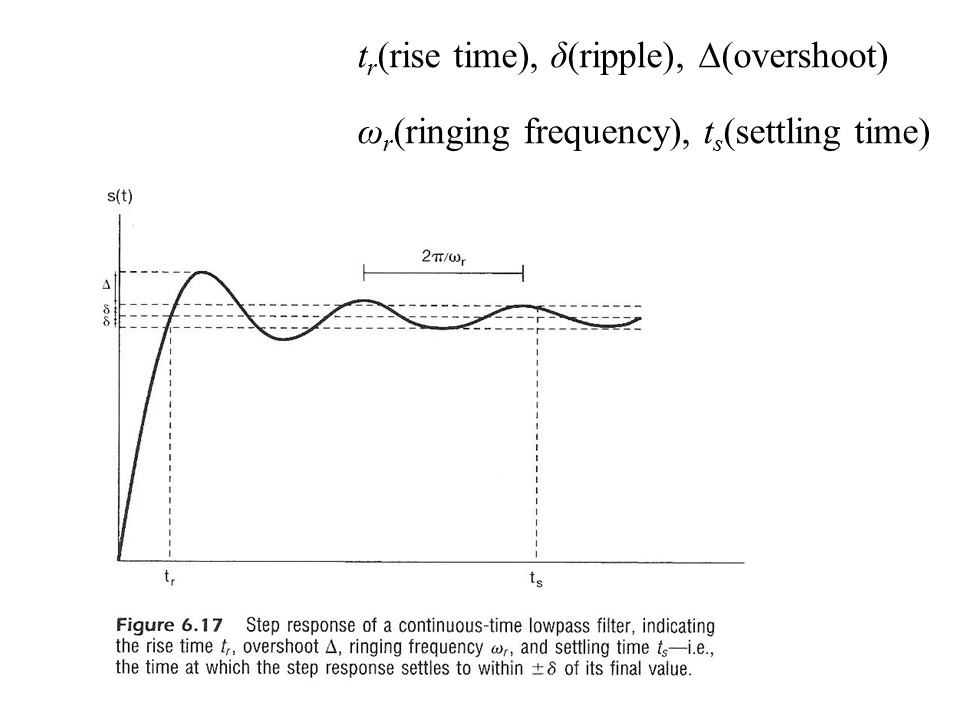 tr(rise time), δ(ripple), Δ(overshoot)
ωr(ringing frequency), ts(settling time)
s(t)
2π/ωr
Δ
δ
δ
tr
ts
Figure 6.17 Step response of a continuous-time lowpass filter, indicating
the rise time tr, overshoot Δ, ringing frequency ωr, and settling time ts—i.e.,
the time at which the step response settles to within ±δ of its final value.